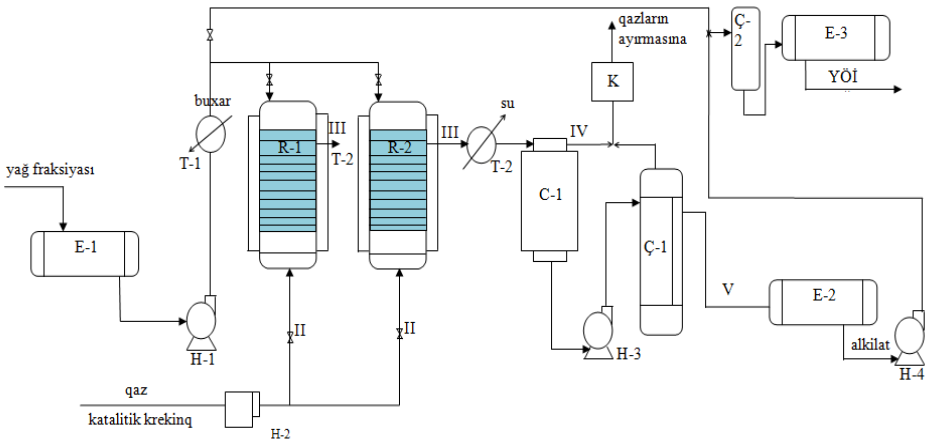 qazların
ayırmasına
Ç-
2
E-3
YÖİ
K
buxar
T-1
III
R-1
T-2
R-2
III
su
T-2
IV
C-1
yağ fraksiyası
E-1
H-1
II
II
Ç-1
H-3
V
E-2
alkilat
H-4
qaz
katalitik krekinq
H-2